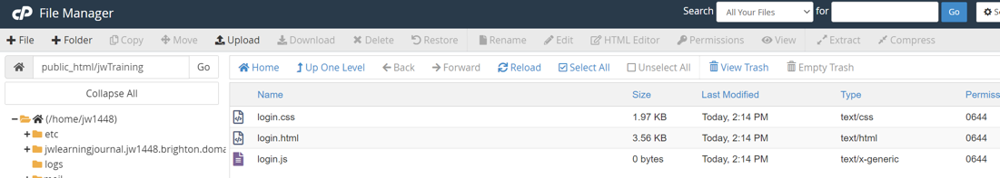 cP File Manager Search All Your Files for Go S
File Folder Copy Move Upload Download Delete Restore Rename Edit HTML Editor Permissions View Extract Compress
public_html/jwTraining Go Home Up One Level Back Forward Reload Select All Unselect All View Trash Empty Trash
Collapse All
Name Size Last Modified Type Permiss
(/home/jw1448)
etc
jwlearningjournal.jw1448.brighton.doma
logs
login.css 1.97 KB Today, 2:14 PM text/css 0644
login.html 3.56 KB Today, 2:14 PM text/html 0644
login.js 0 bytes Today, 2:14 PM text/x-generic 0644